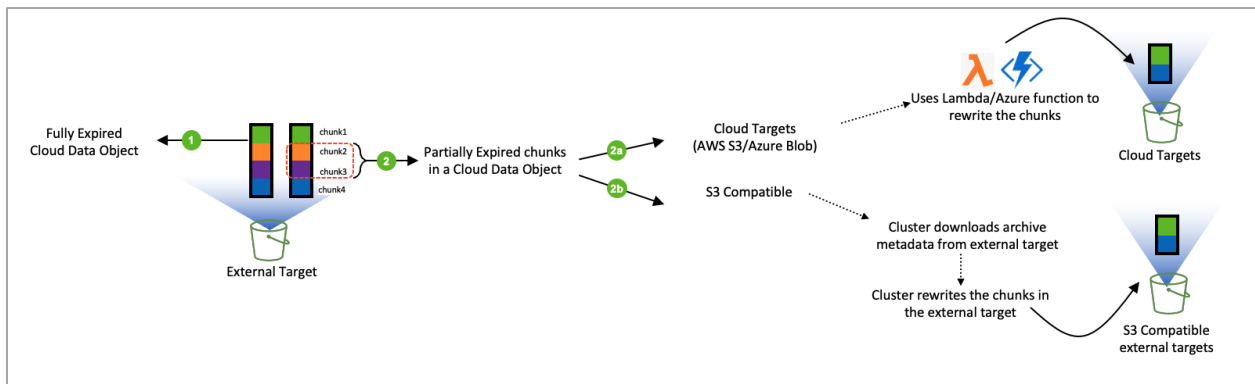 Fully Expired
Cloud Data Object
1
chunk1
chunk2
chunk3
chunk4
External Target
2
Partially Expired chunks
in a Cloud Data Object
2a
2b
Cloud Targets
(AWS S3/Azure Blob)
S3 Compatible
λ
Uses Lambda/Azure function to
rewrite the chunks
Cloud Targets
Cluster downloads archive
metadata from external target
Cluster rewrites the chunks in
the external target
S3 Compatible
external targets